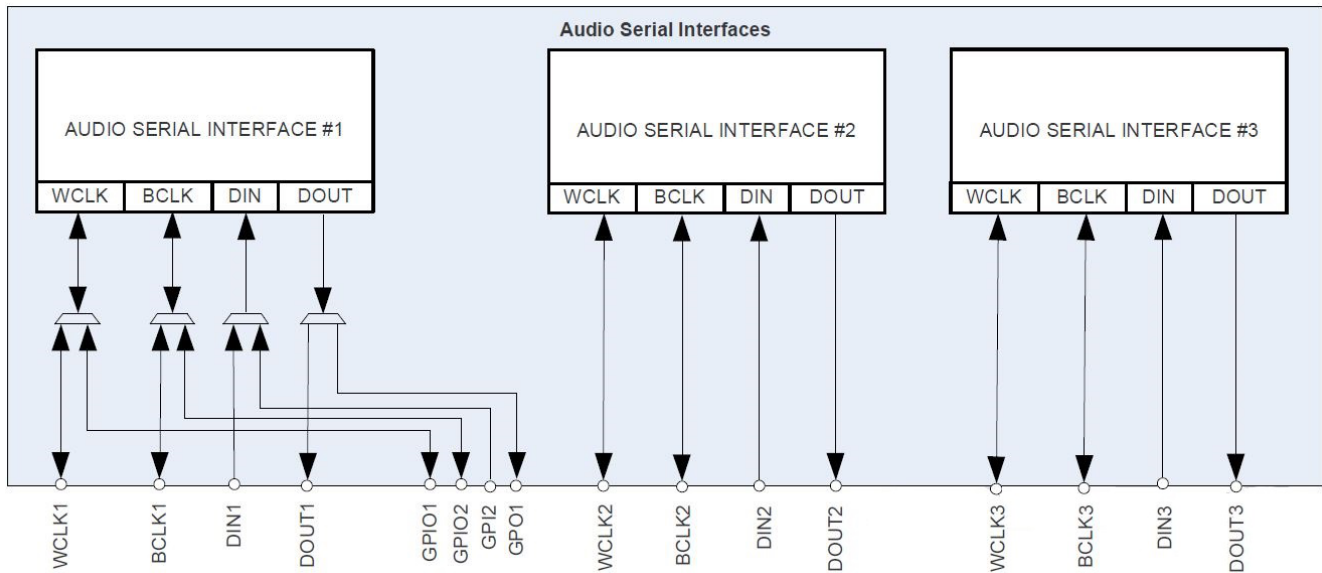 Audio Serial Interfaces
AUDIO SERIAL INTERFACE #1
WCLK BCLK DIN DOUT
AUDIO SERIAL INTERFACE #2
WCLK BCLK DIN DOUT
AUDIO SERIAL INTERFACE #3
WCLK BCLK DIN DOUT
WCLK1
BCLK1
DIN1
DOUT1
GPIO1
GPIO2
GPI2
GPO1
WCLK2
BCLK2
DIN2
DOUT2
WCLK3
BCLK3
DIN3
DOUT3